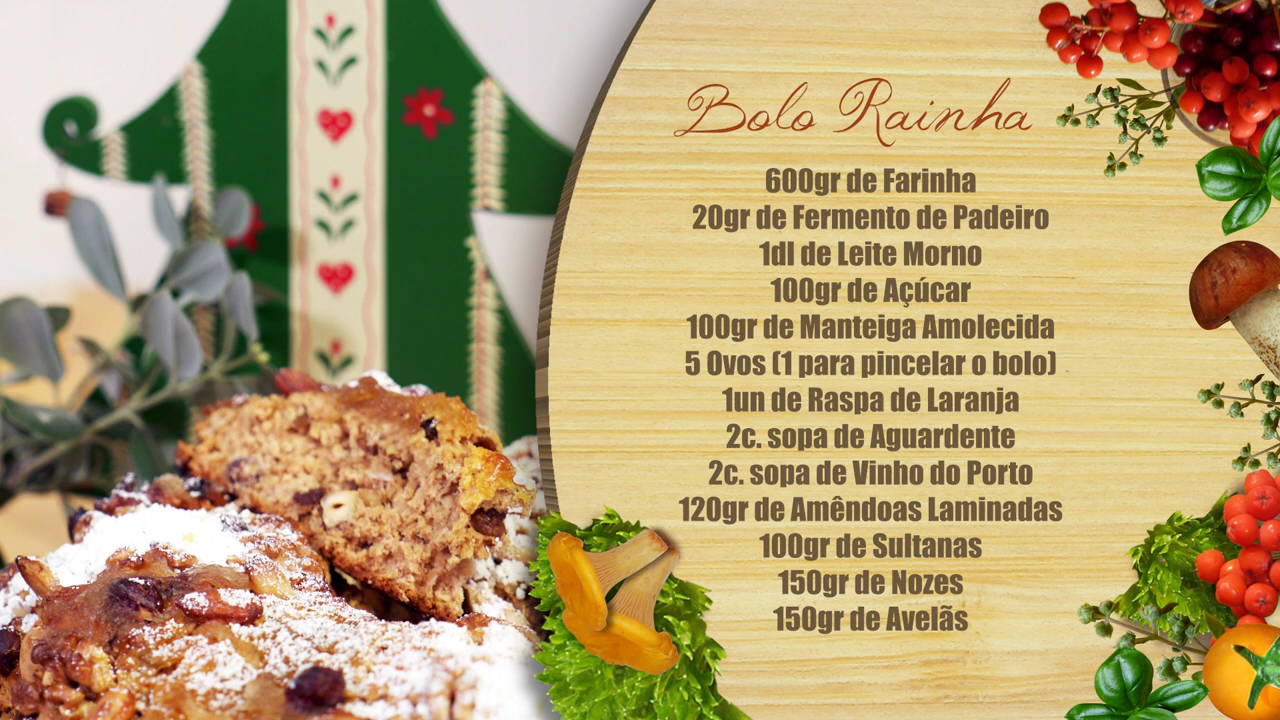 Bolo Rainha
600gr de Farinha
20gr de Fermento de Padeiro
1dl de Leite Morno
100gr de Açúcar
100gr de Manteiga Amolecida
5 Ovos (1 para pincelar o bolo)
1un de Raspa de Laranja
2c. sopa de Aguardente
2c. sopa de Vinho do Porto
120gr de Amêndoas Laminadas
100gr de Sultanas
150gr de Nozes
150gr de Avelãs